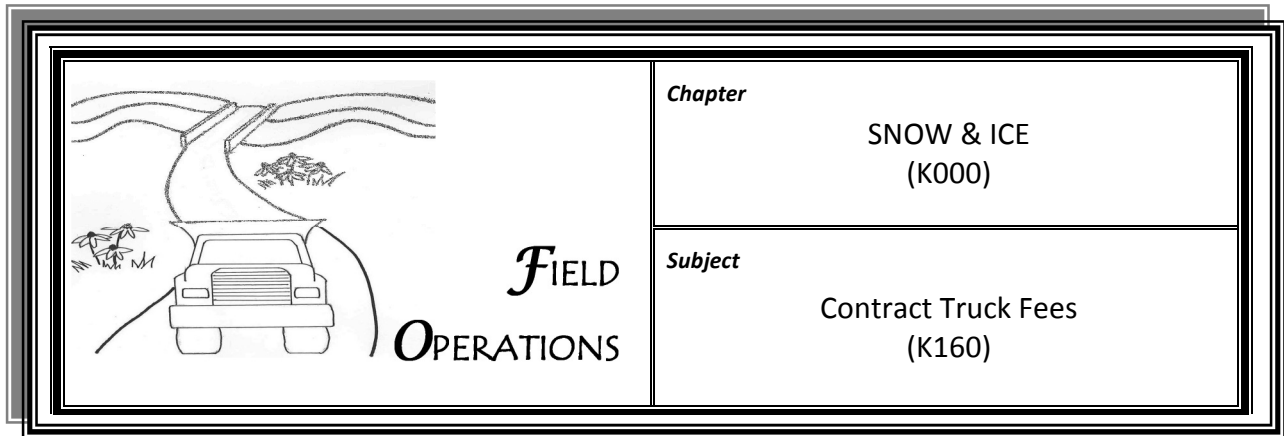 FIELD
OPERATIONS
Chapter
SNOW & ICE
(K000)
Subject
Contract Truck Fees
(K160)